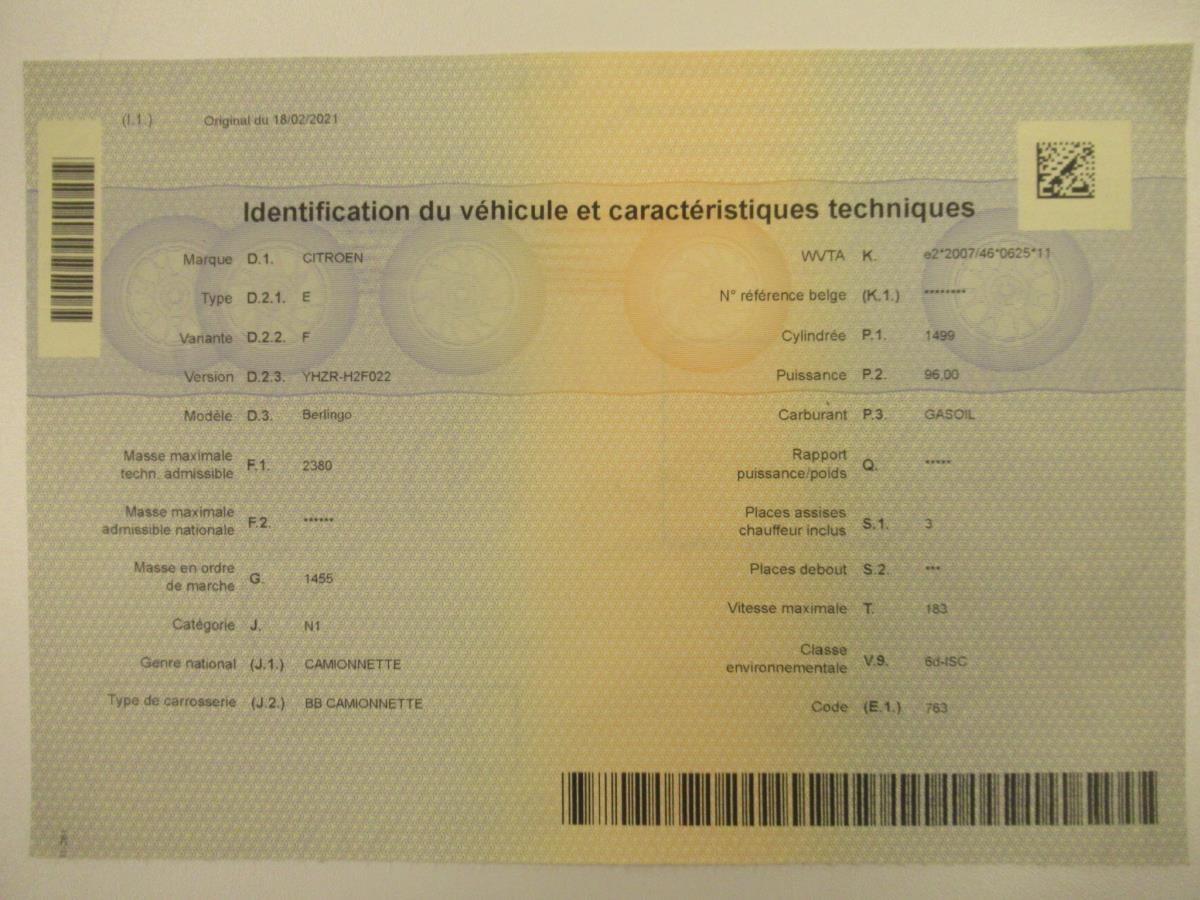 (I.1.) Original du 18/02/2021
Identification du véhicule et caractéristiques techniques
Marque D.1. CITROEN
Type D.2.1. E
Variante D.2.2. F
Version D.2.3. YHZR-H2F022
Modèle D.3. Berlingo
Masse maximale
techn. admissible F.1. 2380
Masse maximale
admissible nationale F.2. ******
Masse en ordre
de marche G. 1455
Catégorie J. N1
Genre national (J.1.) CAMIONNETTE
Type de carrosserie (J.2.) BB CAMIONNETTE
WVTA K. e2*2007/46*0625*11
N° référence belge (K.1.) ********
Cylindrée P.1. 1499
Puissance P.2. 96,00
Carburant P.3. GASOIL
Rapport
puissance/poids Q. *****
Places assises
chauffeur inclus S.1. 3
Places debout S.2. ***
Vitesse maximale T. 183
Classe
environnementale V.9. 6d-ISC
Code (E.1.) 763